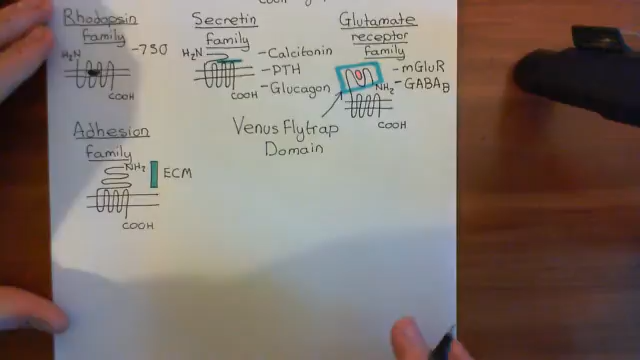 Rhodopsin
family
-750
H₂N
COOH
Secretin
family
H₂N
-Calcitonin
-PTH
-Glucagon
COOH
Glutamate
receptor
family
-mGluR
-GABA_B
NH₂
COOH
Venus Flytrap
Domain
Adhesion
family
NH₂
ECM
COOH